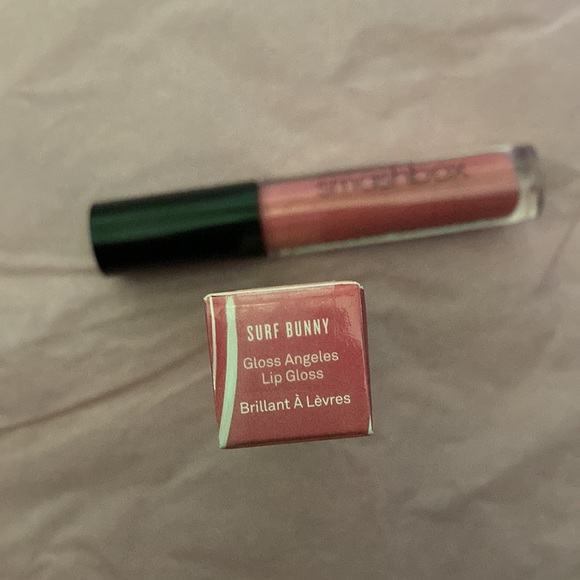 smashbox
SURF BUNNY
Gloss Angeles
Lip Gloss
Brillant À Lèvres